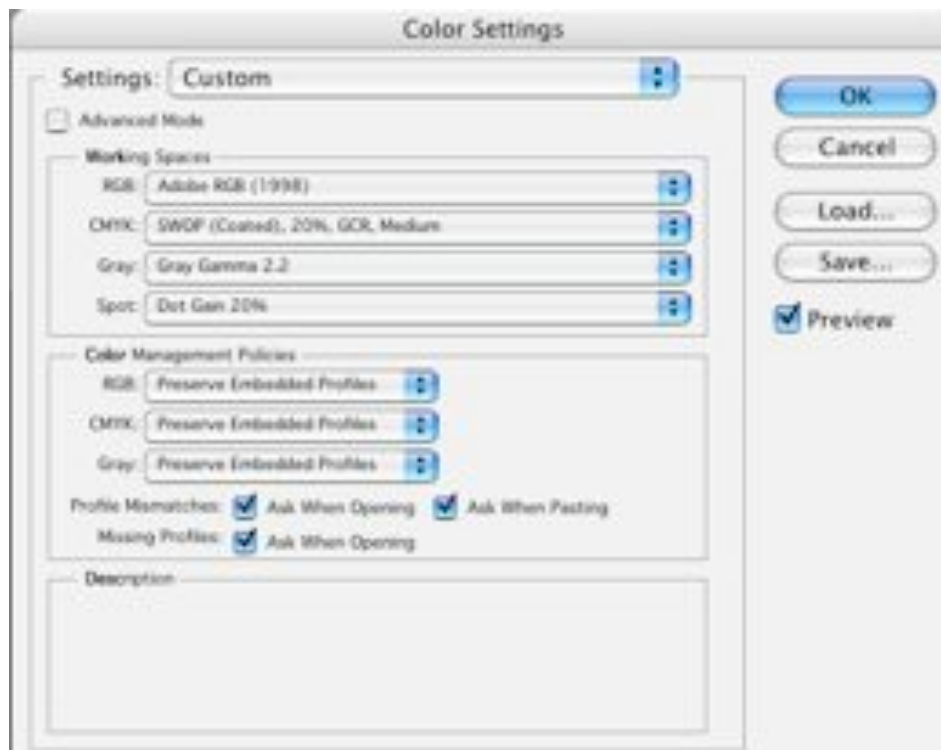 Color Settings
Settings: Custom
OK
Advanced Mode
Cancel
Working Spaces
RGB: Adobe RGB (1998)
CMYK: SWOP (Coated), 20%, GCR, Medium
Load...
Gray: Gray Gamma 2.2
Save...
Spot: Dot Gain 20%
Preview
Color Management Policies
RGB: Preserve Embedded Profiles
CMYK: Preserve Embedded Profiles
Gray: Preserve Embedded Profiles
Profile Mismatches: Ask When Opening Ask When Pasting
Missing Profiles: Ask When Opening
Description